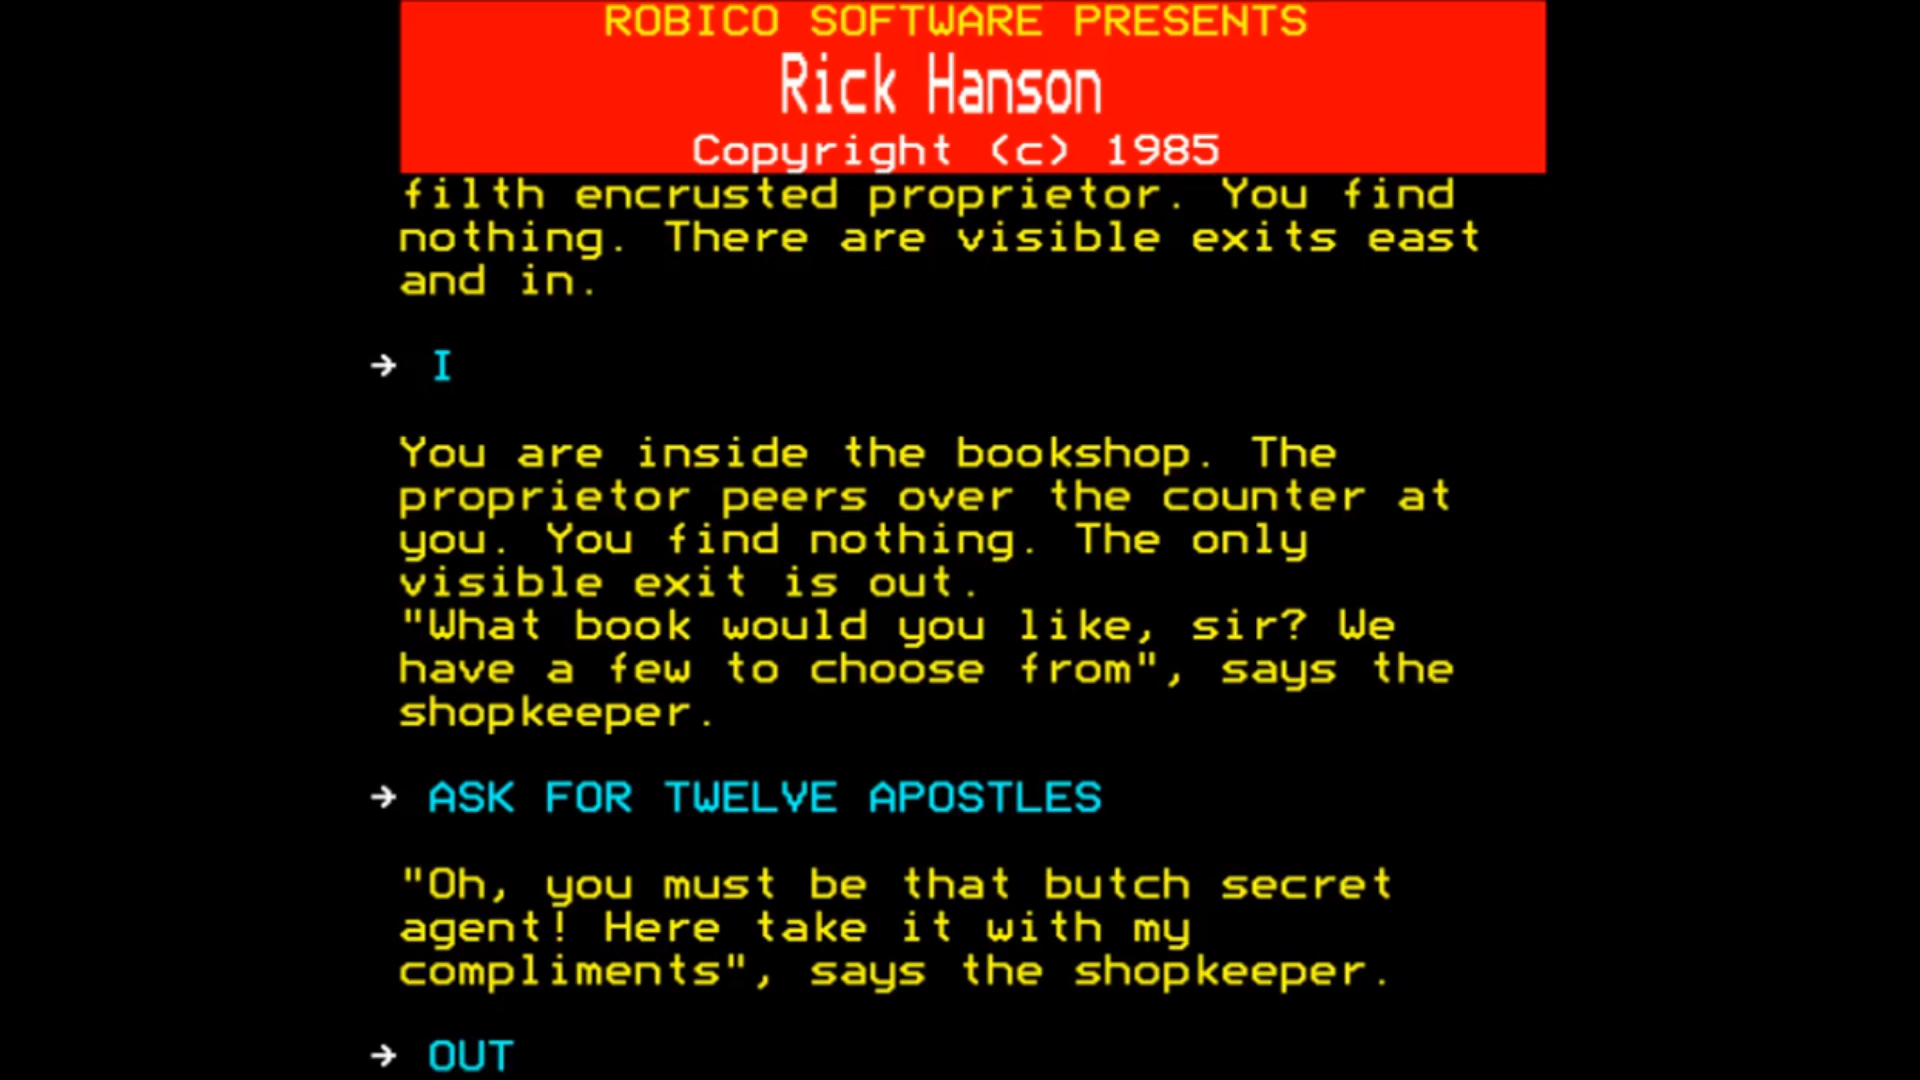 ROBICO SOFTWARE PRESENTS
Rick Hanson
Copyright (c) 1985
filth encrusted proprietor. You find
nothing. There are visible exits east
and in.
→ I
You are inside the bookshop. The
proprietor peers over the counter at
you. You find nothing. The only
visible exit is out.
"What book would you like, sir? We
have a few to choose from", says the
shopkeeper.
→ ASK FOR TWELVE APOSTLES
"Oh, you must be that butch secret
agent! Here take it with my
compliments", says the shopkeeper.
→ OUT